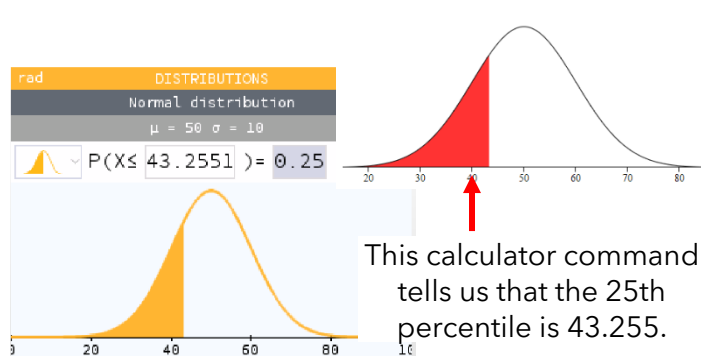 rad DISTRIBUTIONS
Normal distribution
μ = 50 σ = 10
P(X≤ 43.2551 )= 0.25
20 40 60 80
20 30 40 50 60 70 80
This calculator command
tells us that the 25th
percentile is 43.255.